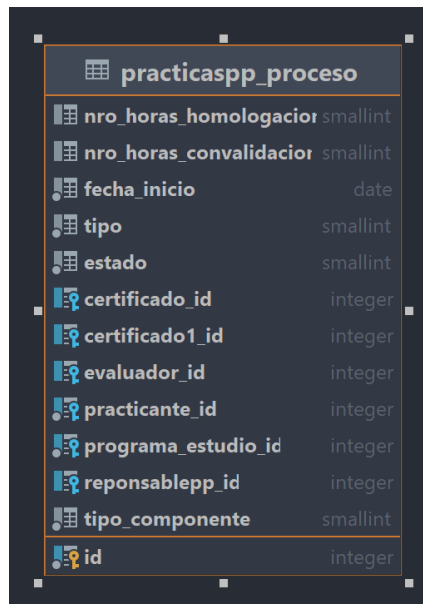 practicaspp_proceso
nro_horas_homologacior smallint
nro_horas_convalidacior smallint
fecha_inicio date
tipo smallint
estado smallint
certificado_id integer
certificado1_id integer
evaluador_id integer
practicante_id integer
programa_estudio_id integer
reponsablepp_id integer
tipo_componente smallint
id integer